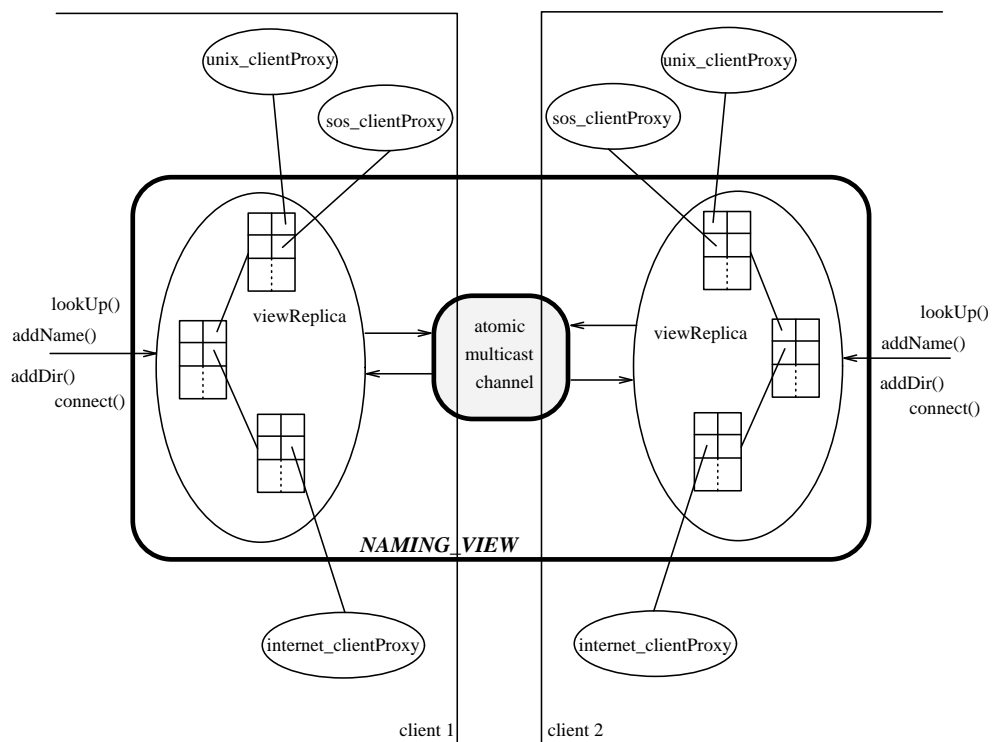 unix_clientProxy
unix_clientProxy
sos_clientProxy
sos_clientProxy
lookUp()
addName()
addDir()
connect()
viewReplica
atomic
multicast
channel
viewReplica
lookUp()
addName()
addDir()
connect()
NAMING_VIEW
internet_clientProxy
internet_clientProxy
client 1
client 2